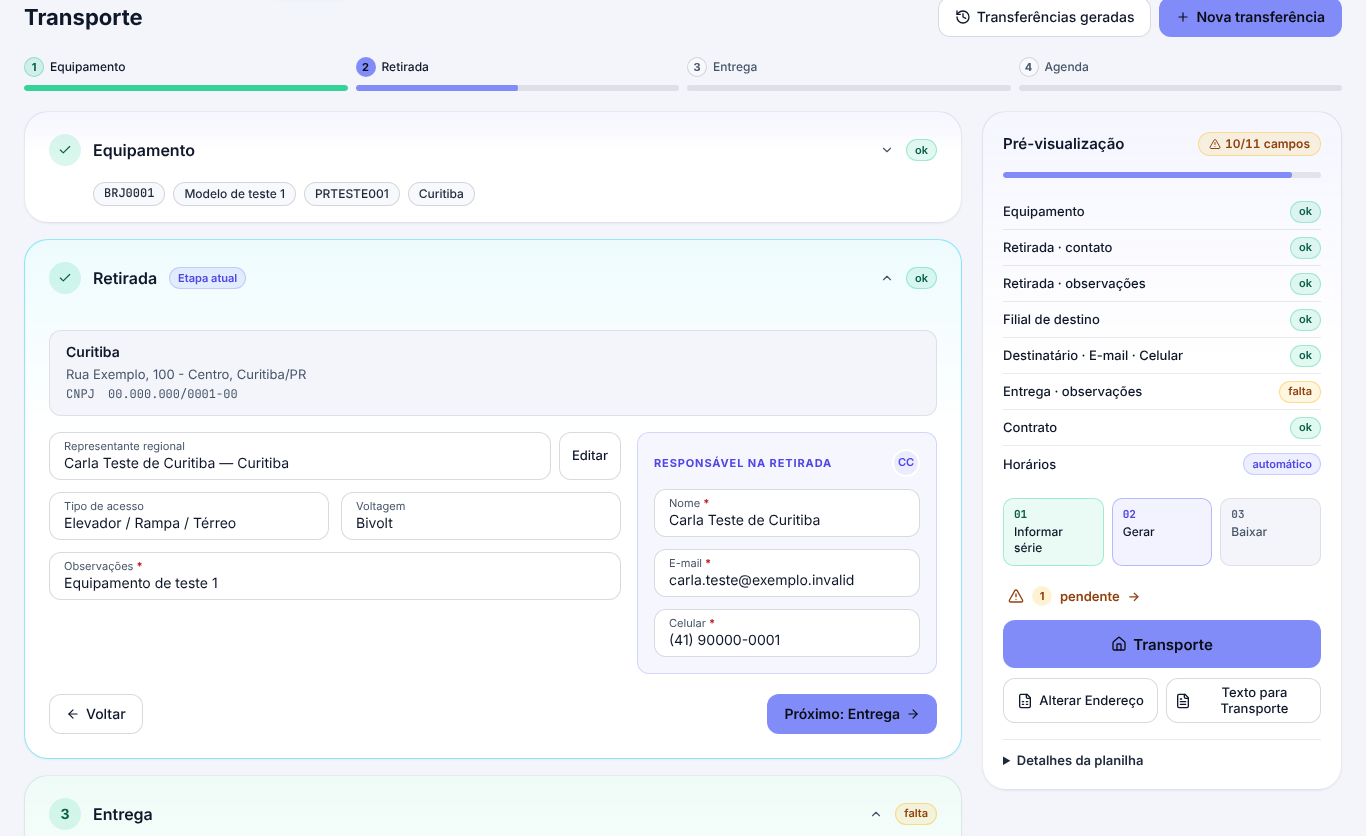 Transporte
Transferências geradas
+ Nova transferência
1 Equipamento
2 Retirada
3 Entrega
4 Agenda
Equipamento
ok
BRJ0001
Modelo de teste 1
PRTESTE001
Curitiba
Retirada
Etapa atual
ok
Curitiba
Rua Exemplo, 100 - Centro, Curitiba/PR
CNPJ 00.000.000/0001-00
Representante regional
Carla Teste de Curitiba — Curitiba
Editar
Tipo de acesso
Elevador / Rampa / Térreo
Voltagem
Bivolt
Observações *
Equipamento de teste 1
RESPONSÁVEL NA RETIRADA
CC
Nome *
Carla Teste de Curitiba
E-mail *
carla.teste@exemplo.invalid
Celular *
(41) 90000-0001
← Voltar
Próximo: Entrega →
3 Entrega
falta
Pré-visualização
10/11 campos
Equipamento ok
Retirada · contato ok
Retirada · observações ok
Filial de destino ok
Destinatário · E-mail · Celular ok
Entrega · observações falta
Contrato ok
Horários automático
01
Informar
série
02
Gerar
03
Baixar
1 pendente →
Transporte
Alterar Endereço
Texto para
Transporte
Detalhes da planilha